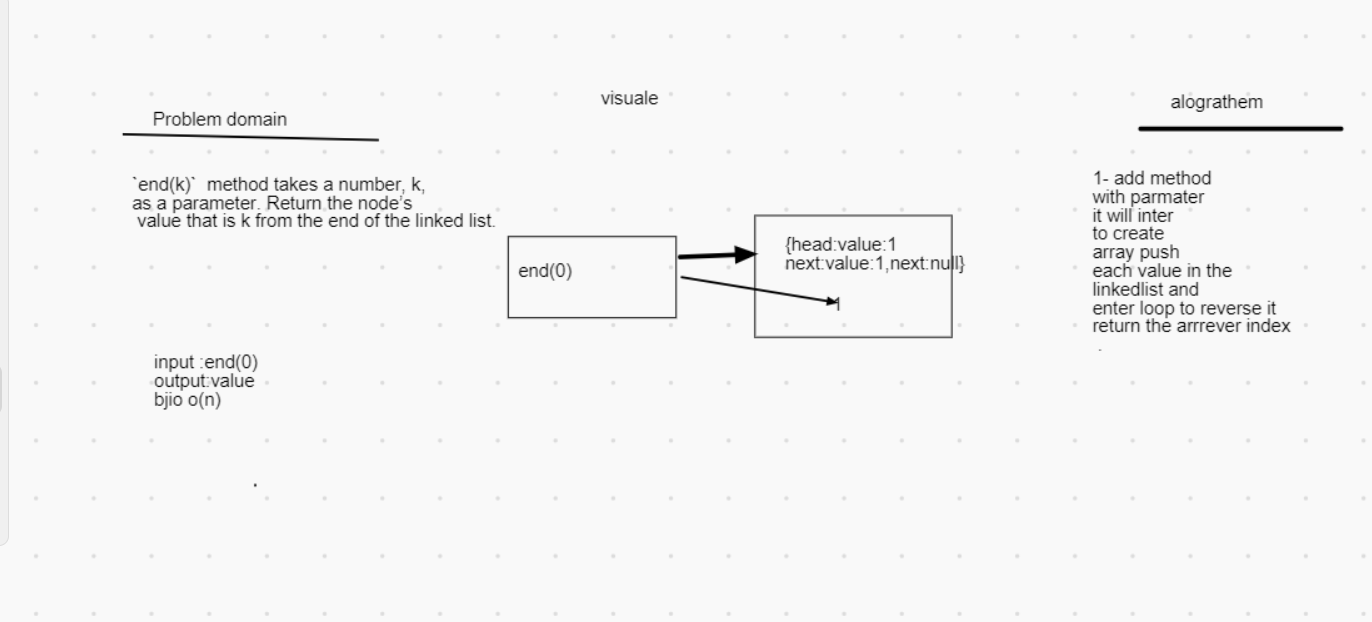 Problem domain
`end(k)`  method takes a number, k,
as a parameter. Return the node's
value that is k from the end of the linked list.
input :end(0)
output:value
bjio o(n)
visuale
end(0)
{head:value:1
next:value:1,next:null}
alograthem
1- add method
with parmater
it will inter
to create
array push
each value in the
linkedlist and
enter loop to reverse it
return the arrrever index